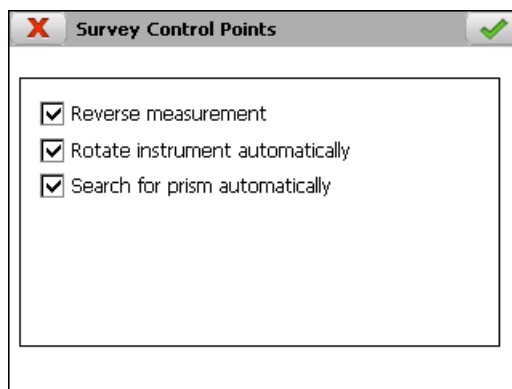 Survey Control Points
Reverse measurement
Rotate instrument automatically
Search for prism automatically